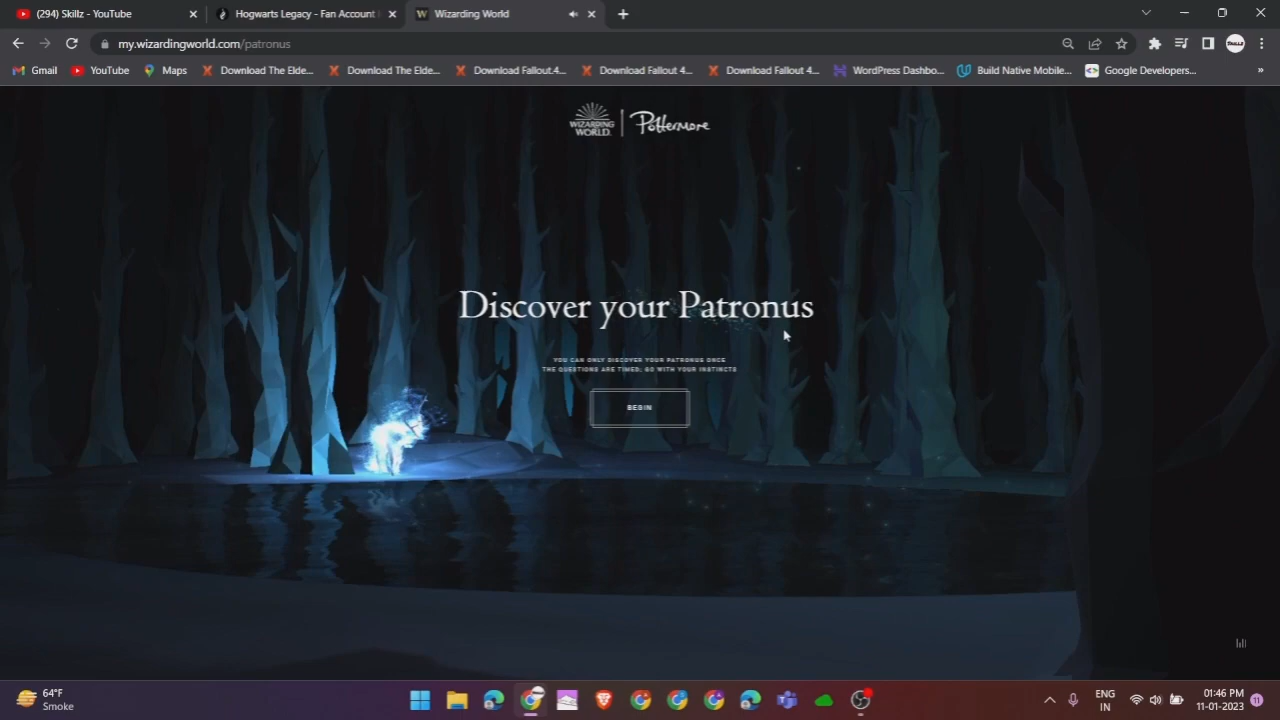 (294) Skillz - YouTube
Hogwarts Legacy - Fan Account
Wizarding World
my.wizardingworld.com/patronus
Gmail
YouTube
Maps
Download The Elde...
Download The Elde...
Download Fallout.4...
Download Fallout 4...
Download Fallout 4...
WordPress Dashbo...
Build Native Mobile...
Google Developers...
»
WIZARDING WORLD
Pottermore
Discover your Patronus
YOU CAN ONLY DISCOVER YOUR PATRONUS ONCE
THE QUESTIONS ARE TIMED; GO WITH YOUR INSTINCTS
BEGIN
64°F
Smoke
ENG
IN
01:46 PM
11-01-2023